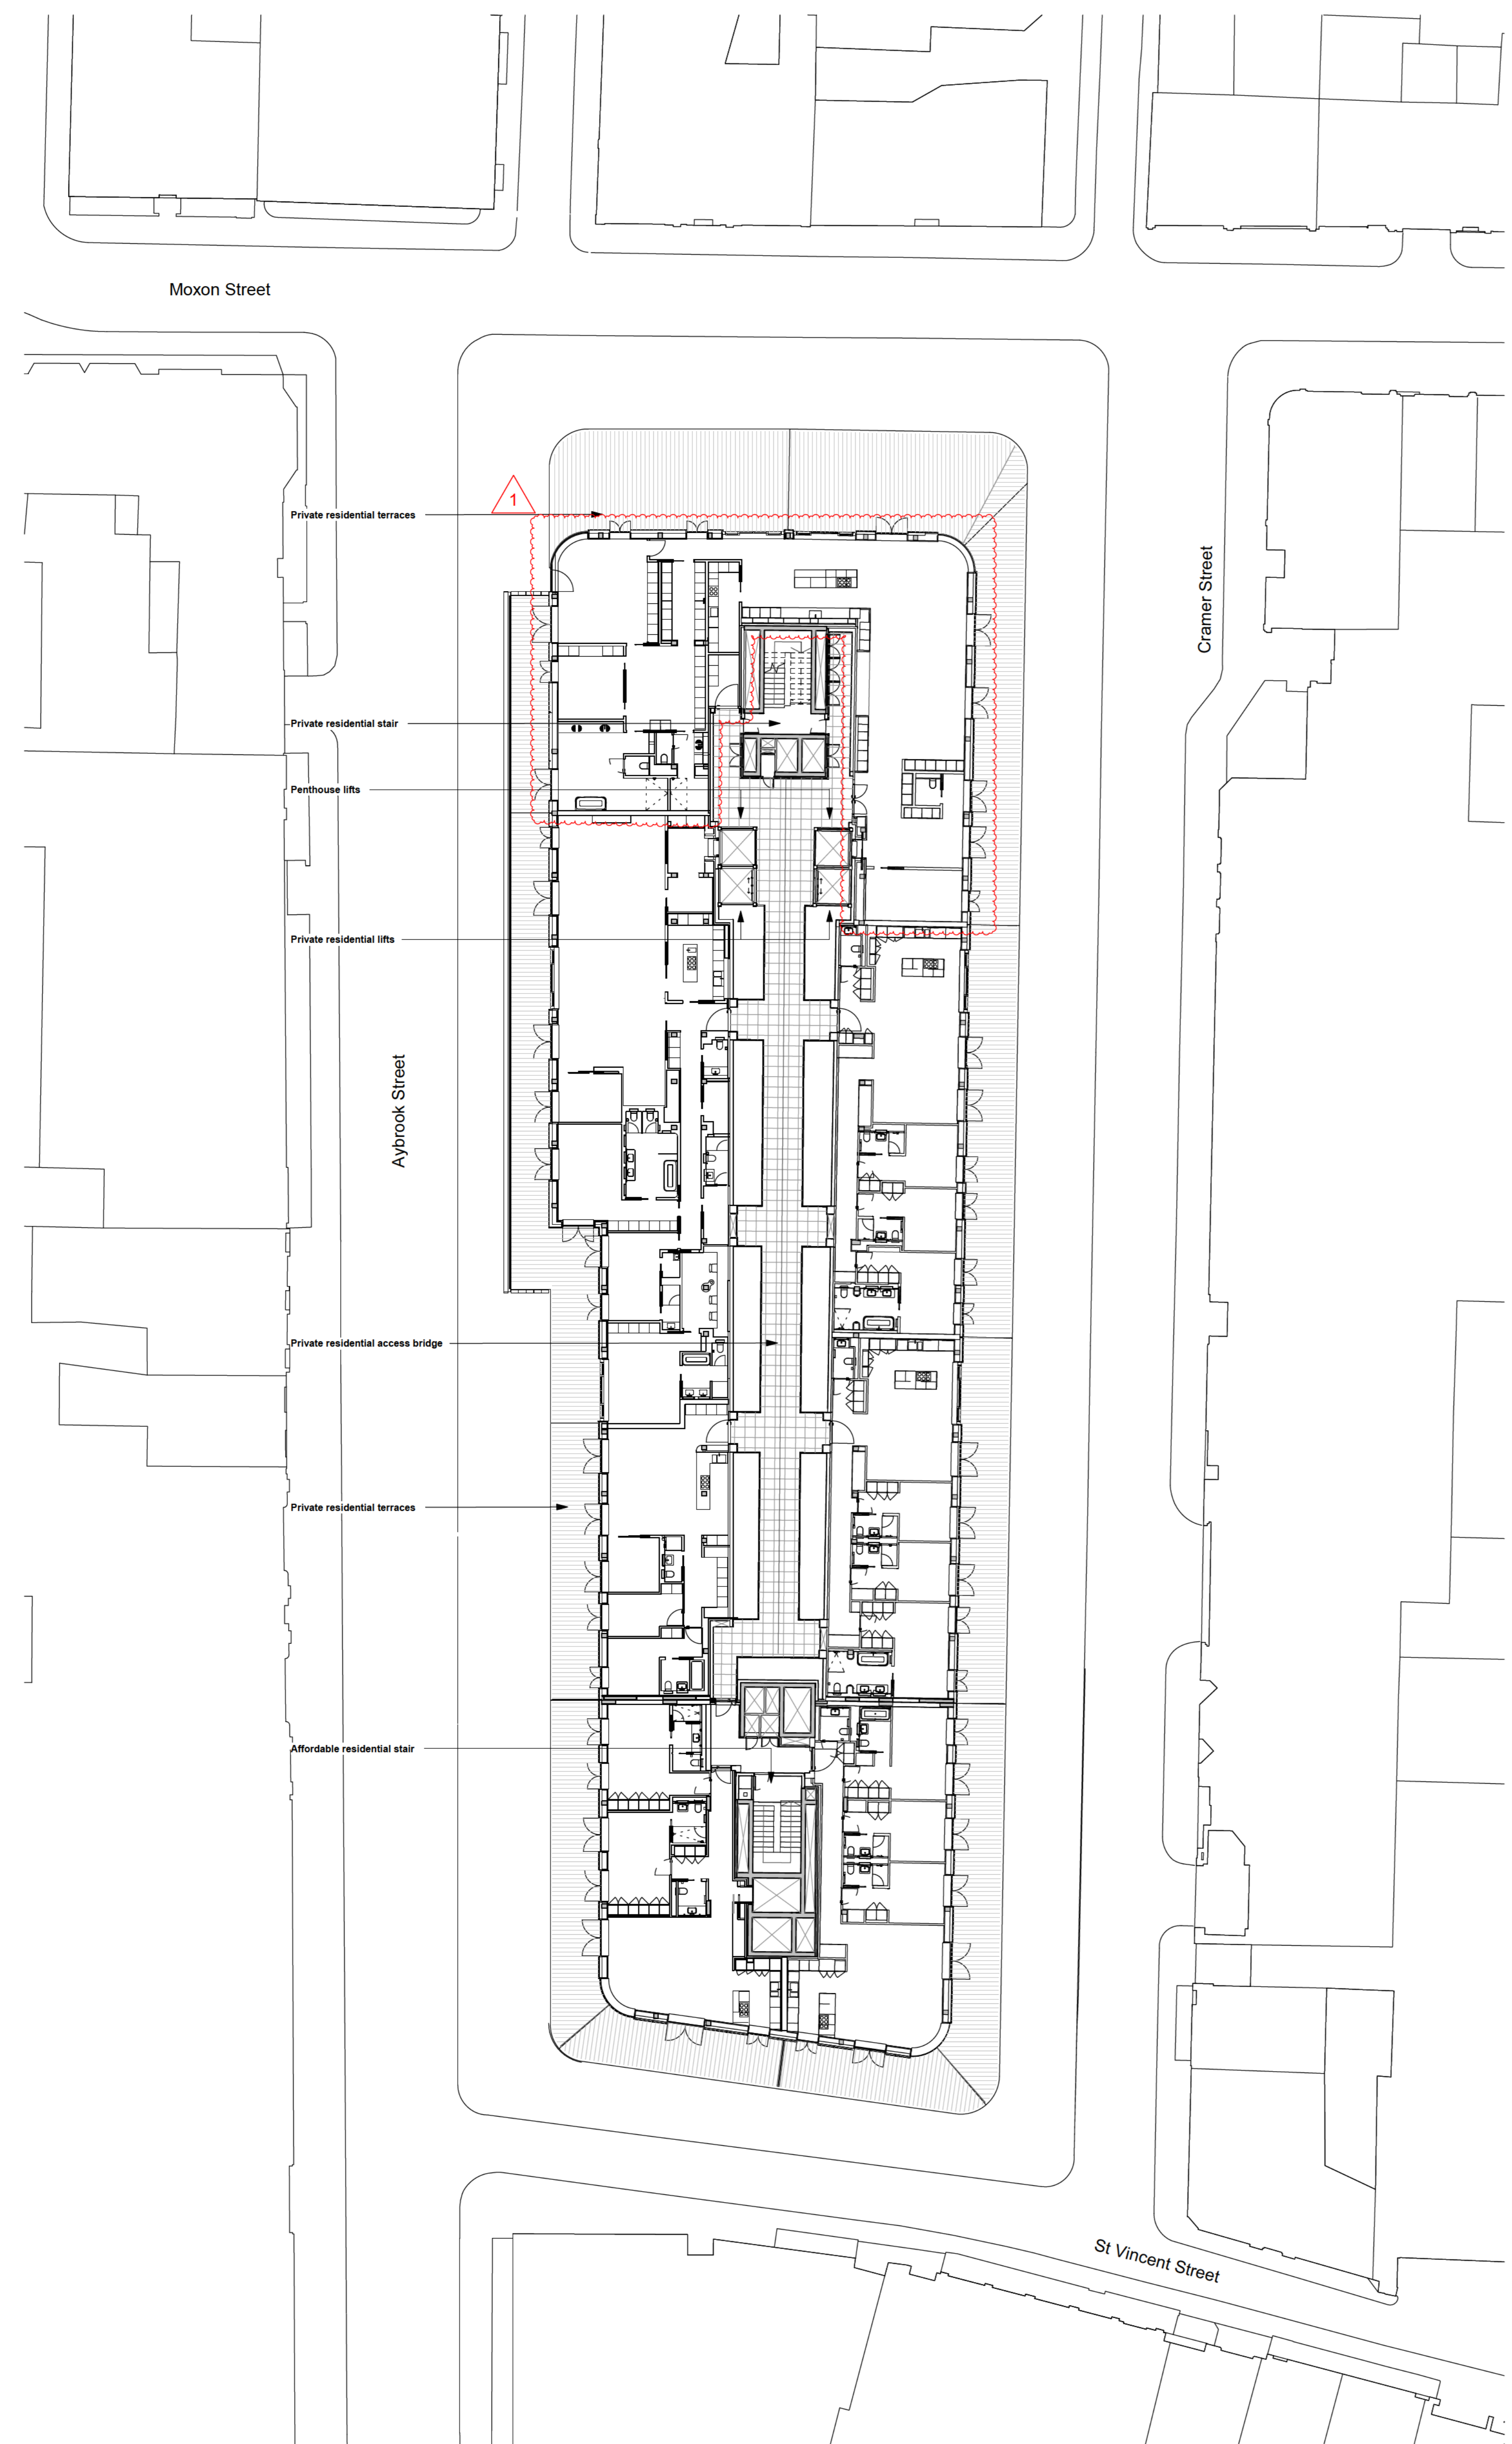 Moxon Street
1
Private residential terraces
Cramer Street
Private residential stair
Penthouse lifts
Private residential lifts
Aybrook Street
Private residential access bridge
Private residential terraces
Affordable residential stair
St Vincent Street